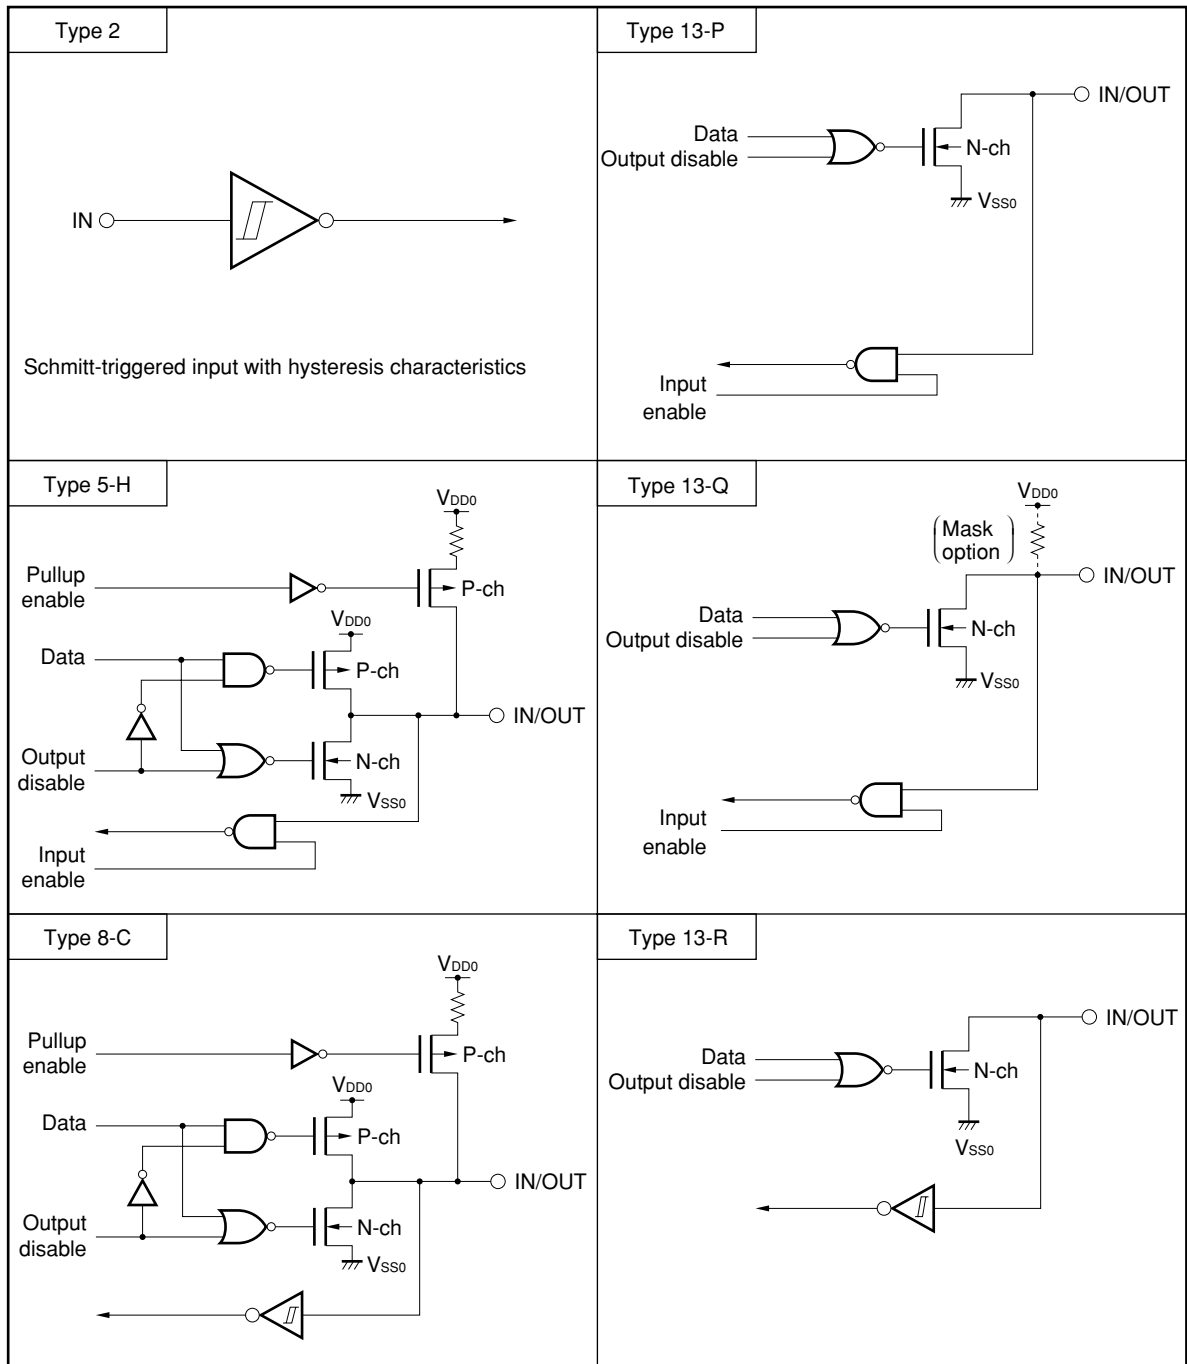 Type 2
IN
Schmitt-triggered input with hysteresis characteristics
Type 13-P
IN/OUT
Data
Output disable
N-ch
VSS0
Input
enable
Type 5-H
VDD0
Pullup
enable
P-ch
VDD0
Data
P-ch
IN/OUT
Output
disable
N-ch
VSS0
Input
enable
Type 13-Q
VDD0
(Mask
option)
IN/OUT
Data
Output disable
N-ch
VSS0
Input
enable
Type 8-C
VDD0
Pullup
enable
P-ch
VDD0
Data
P-ch
IN/OUT
Output
disable
N-ch
VSS0
Type 13-R
IN/OUT
Data
Output disable
N-ch
VSS0